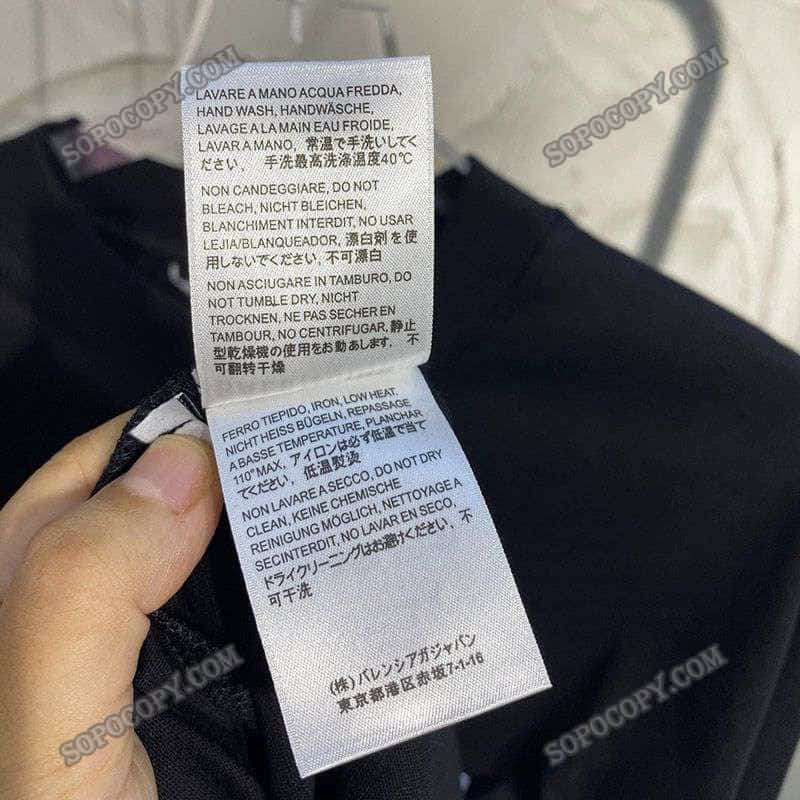 LAVARE A MANO ACQUA FREDDA,
HAND WASH, HANDWÄSCHE,
LAVAGE A LA MAIN EAU FROIDE,
LAVAR A MANO, 常温で手洗いしてく
ださい, 手洗最高洗涤温度40℃
NON CANDEGGIARE, DO NOT
BLEACH, NICHT BLEICHEN,
BLANCHIMENT INTERDIT, NO USAR
LEJIA/BLANQUEADOR, 漂白剤を使
用しないでください, 不可漂白
NON ASCIUGARE IN TAMBURO, DO
NOT TUMBLE DRY, NICHT
TROCKNEN, NE PAS SECHER EN
TAMBOUR, NO CENTRIFUGAR, 静止
型乾燥機の使用をお勧あします. 不
可翻转干燥
FERRO TIEPIDO, IRON, LOW HEAT.
NICHT HEISS BÜGELN, REPASSAGE
A BASSE TEMPERATURE, PLANCHAR
110°MAX, アイロンは必ず低温で当て
てください, 低温熨烫
NON LAVARE A SECCO, DO NOT DRY
CLEAN, KEINE CHEMISCHE
REINIGUNG MÖGLICH, NETTOYAGE A
SECINTERDIT, NO LAVAR EN SECO,
ドライクリーニングはお避けください, 不
可干洗
(株) バレンシアガジャパン
東京都港区赤坂7-1-16
SOPOCOPY.COM
SOPOCOPY.COM
SOPOCOPY.COM
SOPOCOPY.COM